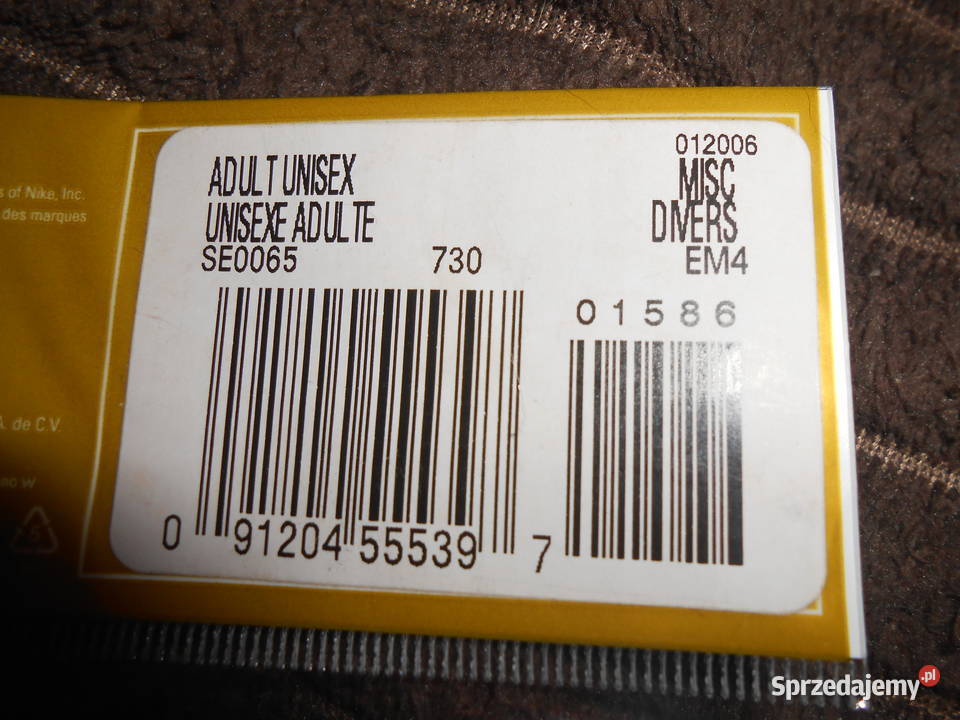 s of Nike, Inc.
des marques
A. de C.V.
5
012006
ADULT UNISEX
MISC
UNISEXE ADULTE
DIVERS
SE0065 730 EM4
01586
0 91204 55539 7
Sprzedajemy.pl